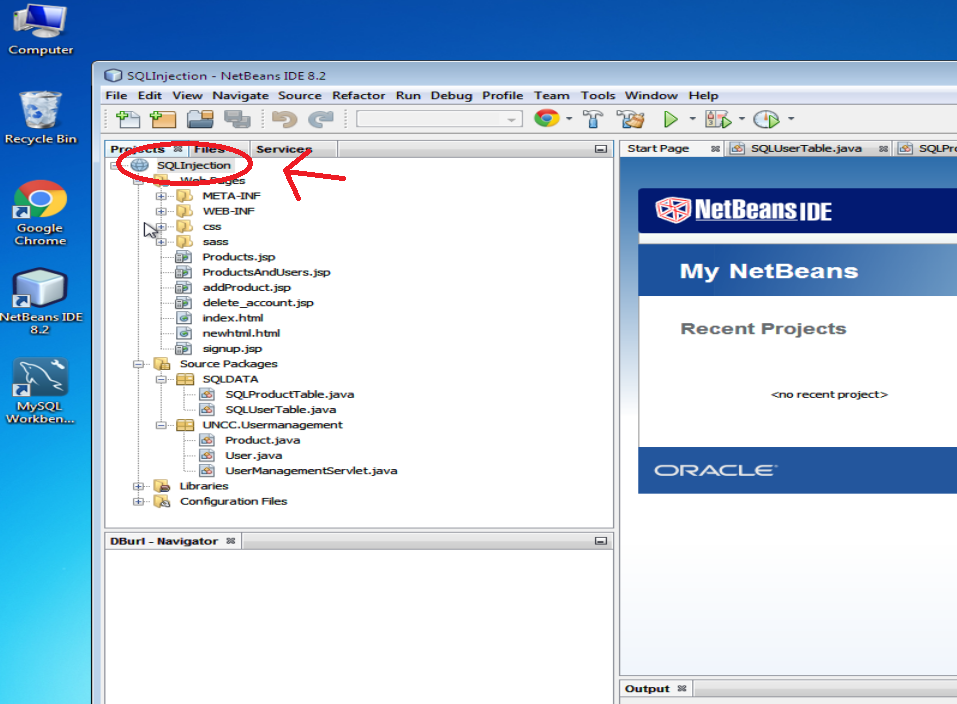 Computer
Recycle Bin
Google
Chrome
NetBeans IDE
8.2
MySQL
Workben...
SQLInjection - NetBeans IDE 8.2
File Edit View Navigate Source Refactor Run Debug Profile Team Tools Window Help
Projects Files Services
SQLInjection
Web Pages
META-INF
WEB-INF
css
sass
Products.jsp
ProductsAndUsers.jsp
addProduct.jsp
delete_account.jsp
index.html
newhtml.html
signup.jsp
Source Packages
SQLDATA
SQLProductTable.java
SQLUserTable.java
UNCC.Usermanagement
Product.java
User.java
UserManagementServlet.java
Libraries
Configuration Files
DBurl - Navigator
Start Page SQLUserTable.java SQLPro
NetBeans IDE
My NetBeans
Recent Projects
<no recent project>
ORACLE
Output